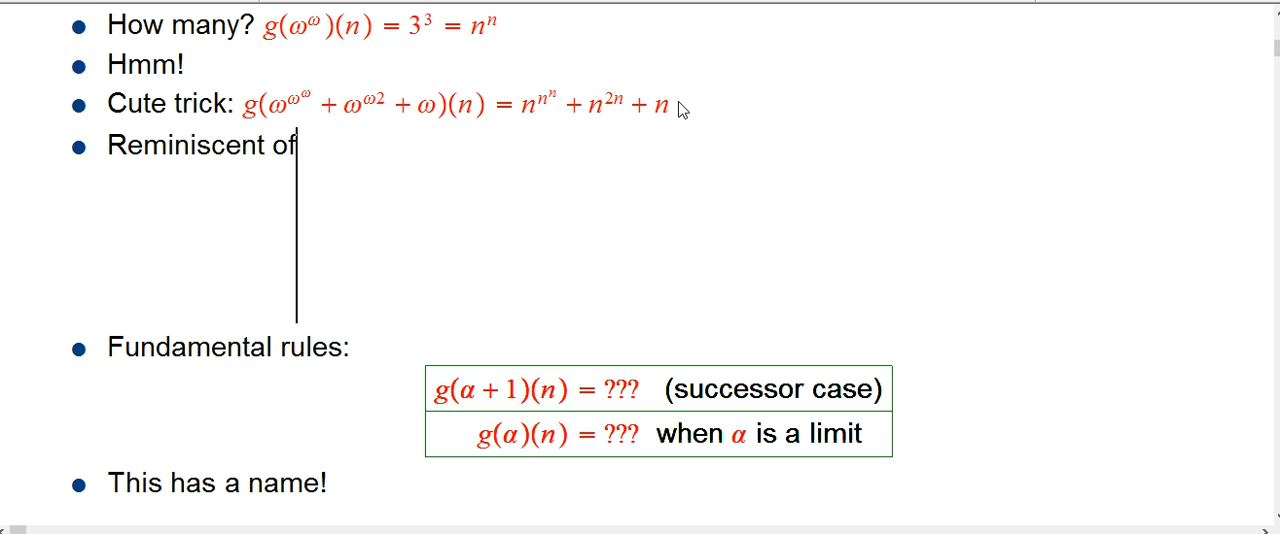 How many? g(ω^ω)(n) = 3^3 = n^n
Hmm!
Cute trick: g(ω^{ω^ω} + ω^{ω2} + ω)(n) = n^{n^n} + n^{2n} + n
Reminiscent of
Fundamental rules:
g(α + 1)(n) = ??? (successor case)
g(α)(n) = ??? when α is a limit
This has a name!